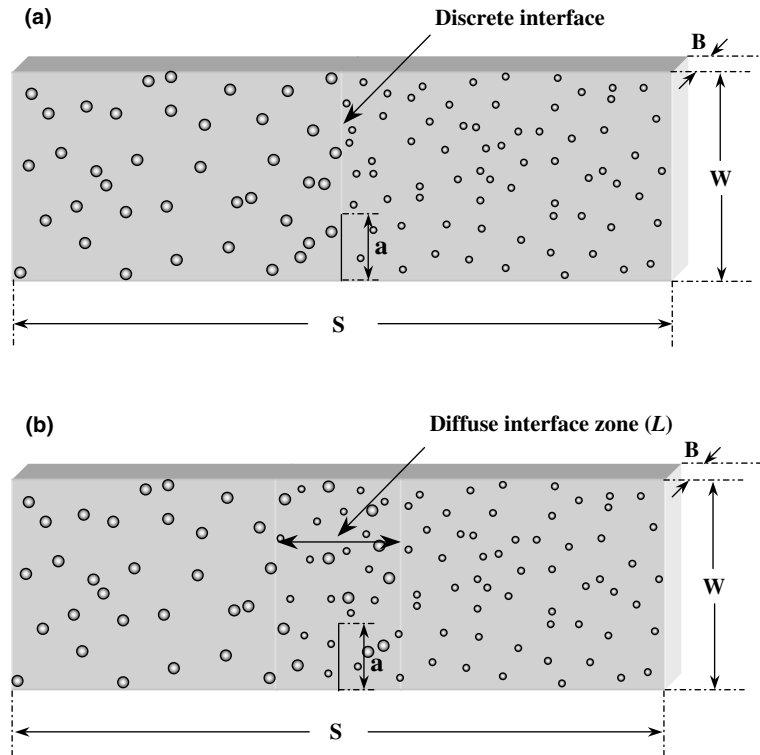 (a)
Discrete interface
B
W
a
S
(b)
Diffuse interface zone (L)
B
W
a
S